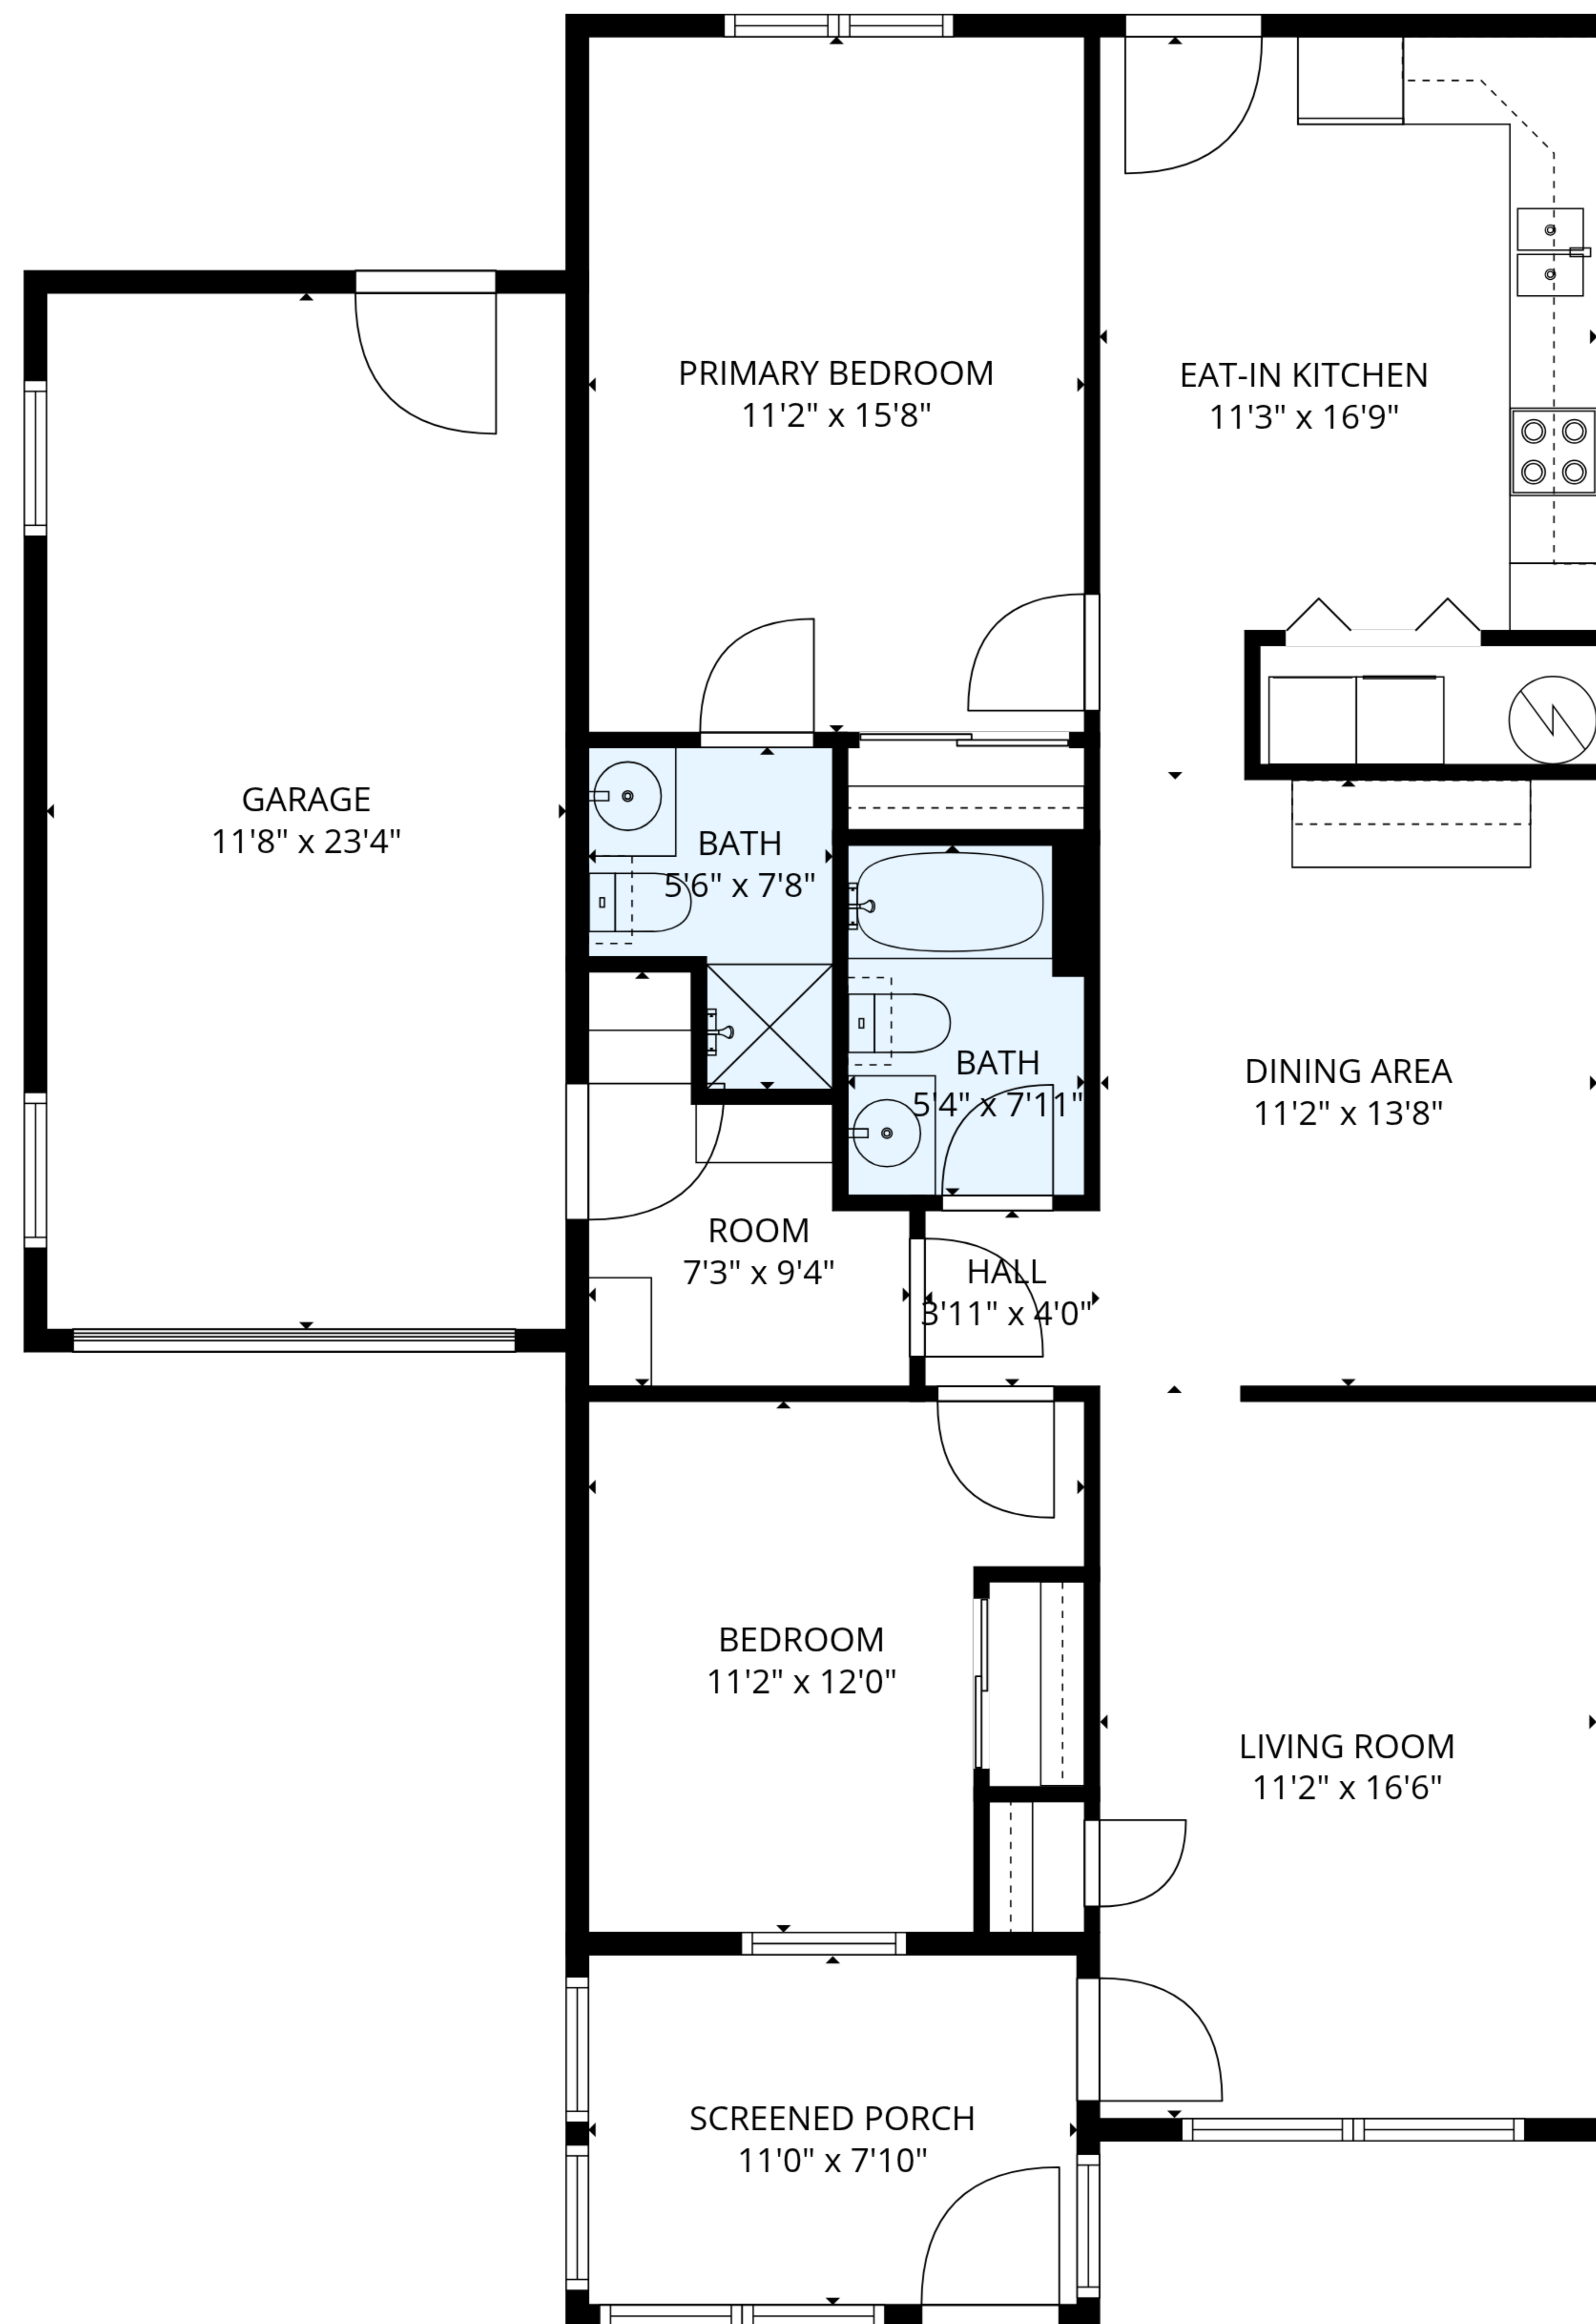 PRIMARY BEDROOM
11'2" x 15'8"
EAT-IN KITCHEN
11'3" x 16'9"
GARAGE
11'8" x 23'4"
BATH
5'6" x 7'8"
BATH
5'4" x 7'11"
DINING AREA
11'2" x 13'8"
ROOM
7'3" x 9'4"
HALL
3'11" x 4'0"
BEDROOM
11'2" x 12'0"
LIVING ROOM
11'2" x 16'6"
SCREENED PORCH
11'0" x 7'10"